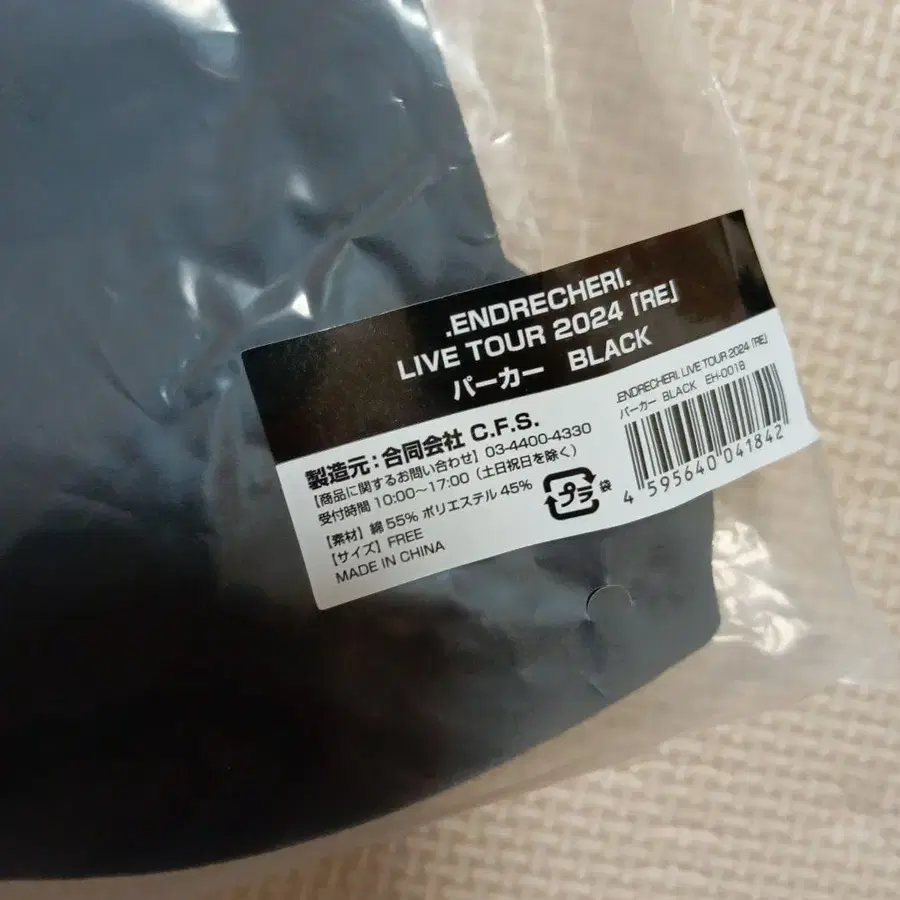 .ENDRECHERI.
LIVE TOUR 2024「RE」
パーカー BLACK
製造元:合同会社 C.F.S.
【商品に関するお問い合わせ】03-4400-4330
受付時間 10:00〜17:00(土日祝日を除く)
【素材】綿 55% ポリエステル 45%
【サイズ】FREE
MADE IN CHINA
プラ 袋
.ENDRECHERI. LIVE TOUR 2024「RE」
パーカー BLACK EH-001B
4 595640 041842